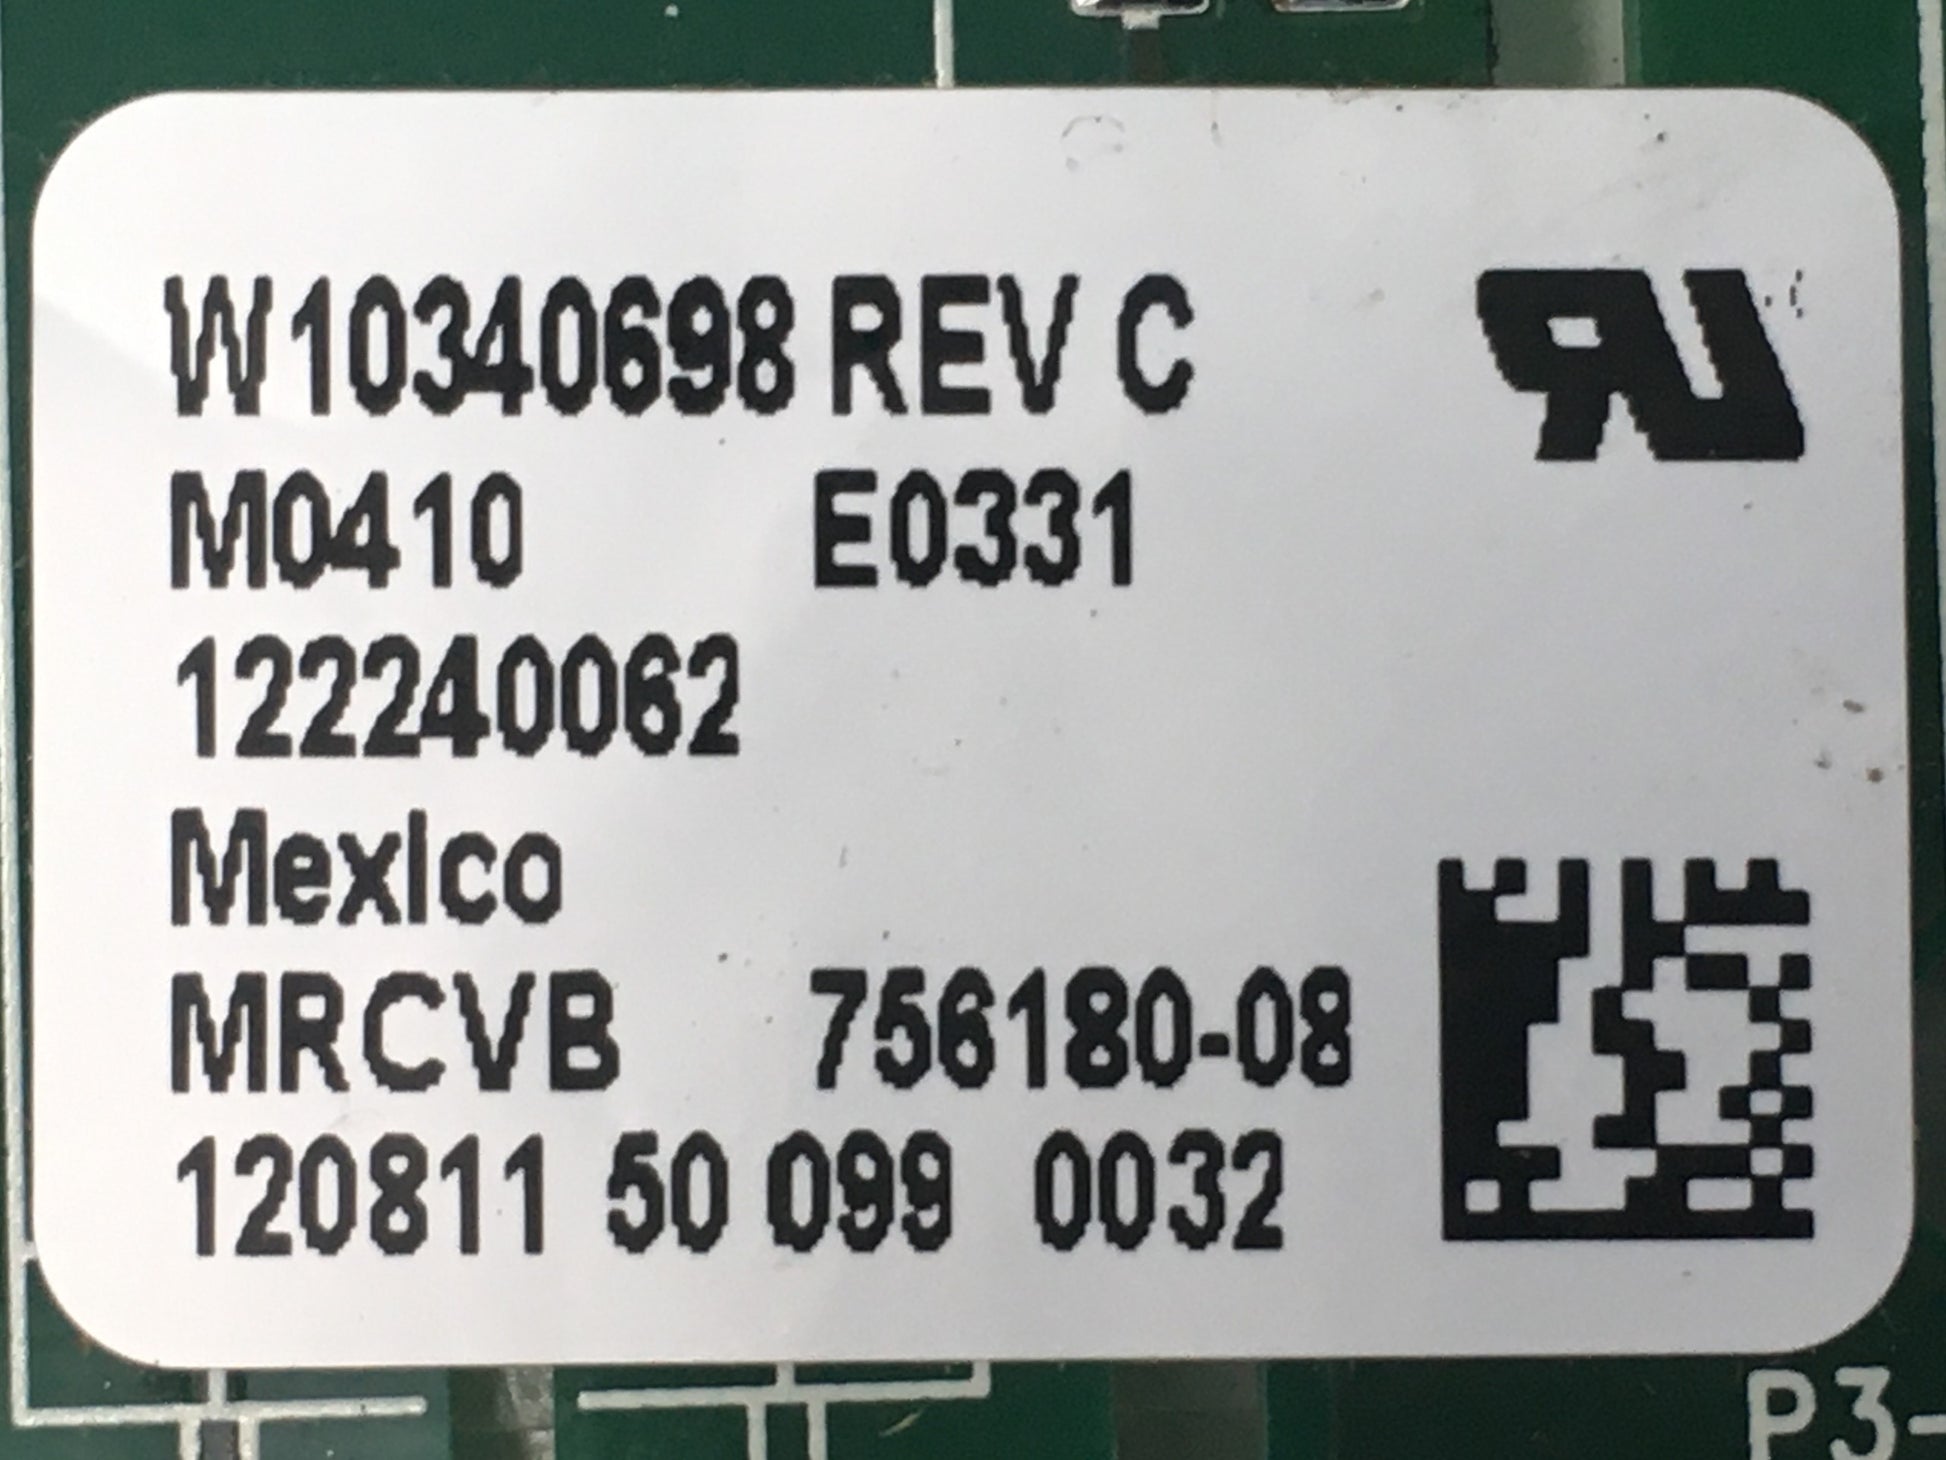 W10340698 REV C
M0410 E0331
122240062
Mexico
MRCVB 756180-08
120811 50 099 0032
P3-